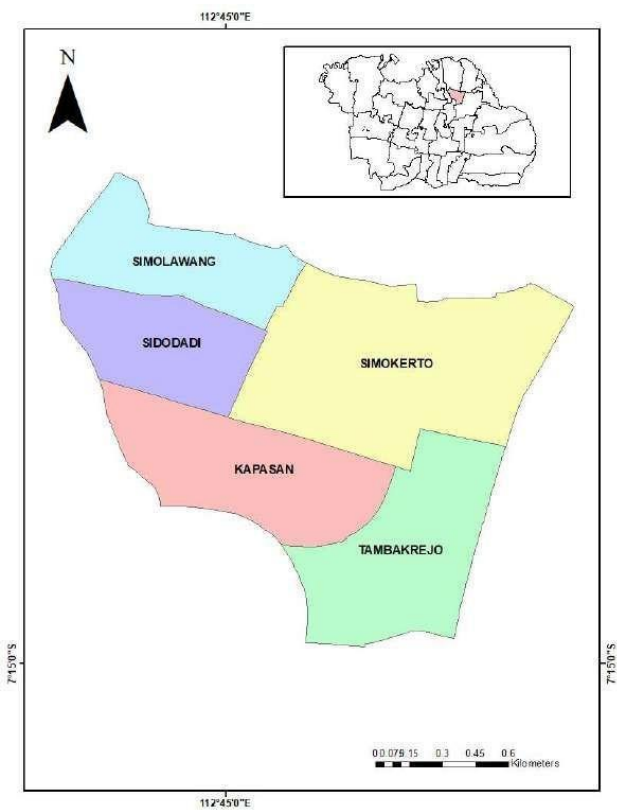 112°45'0"E
N
SIMOLAWANG
SIDODADI
SIMOKERTO
KAPASAN
TAMBAKREJO
7°15'0"S
7°15'0"S
0 0.075 0.15 0.3 0.45 0.6
Kilometers
112°45'0"E